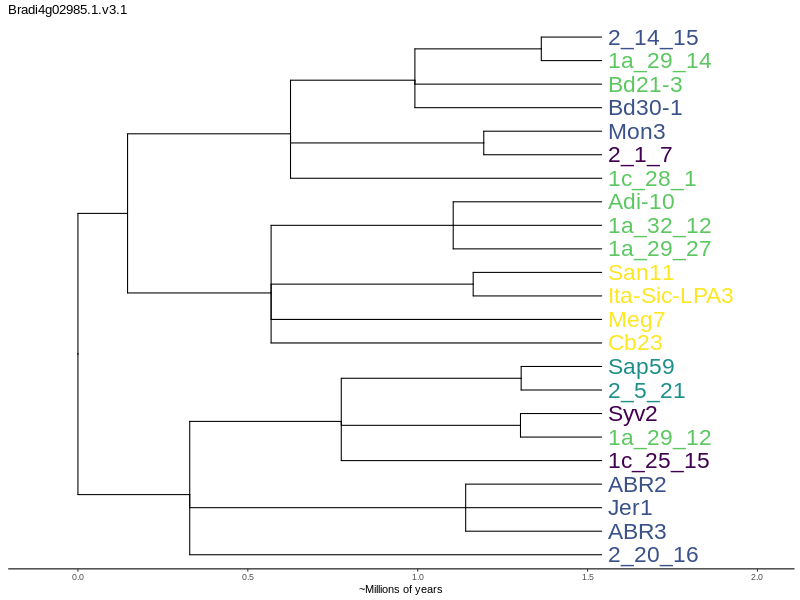 Bradi4g02985.1.v3.1
2_14_15
1a_29_14
Bd21-3
Bd30-1
Mon3
2_1_7
1c_28_1
Adi-10
1a_32_12
1a_29_27
San11
Ita-Sic-LPA3
Meg7
Cb23
Sap59
2_5_21
Syv2
1a_29_12
1c_25_15
ABR2
Jer1
ABR3
2_20_16
0.0 0.5 1.0 1.5 2.0
~Millions of years